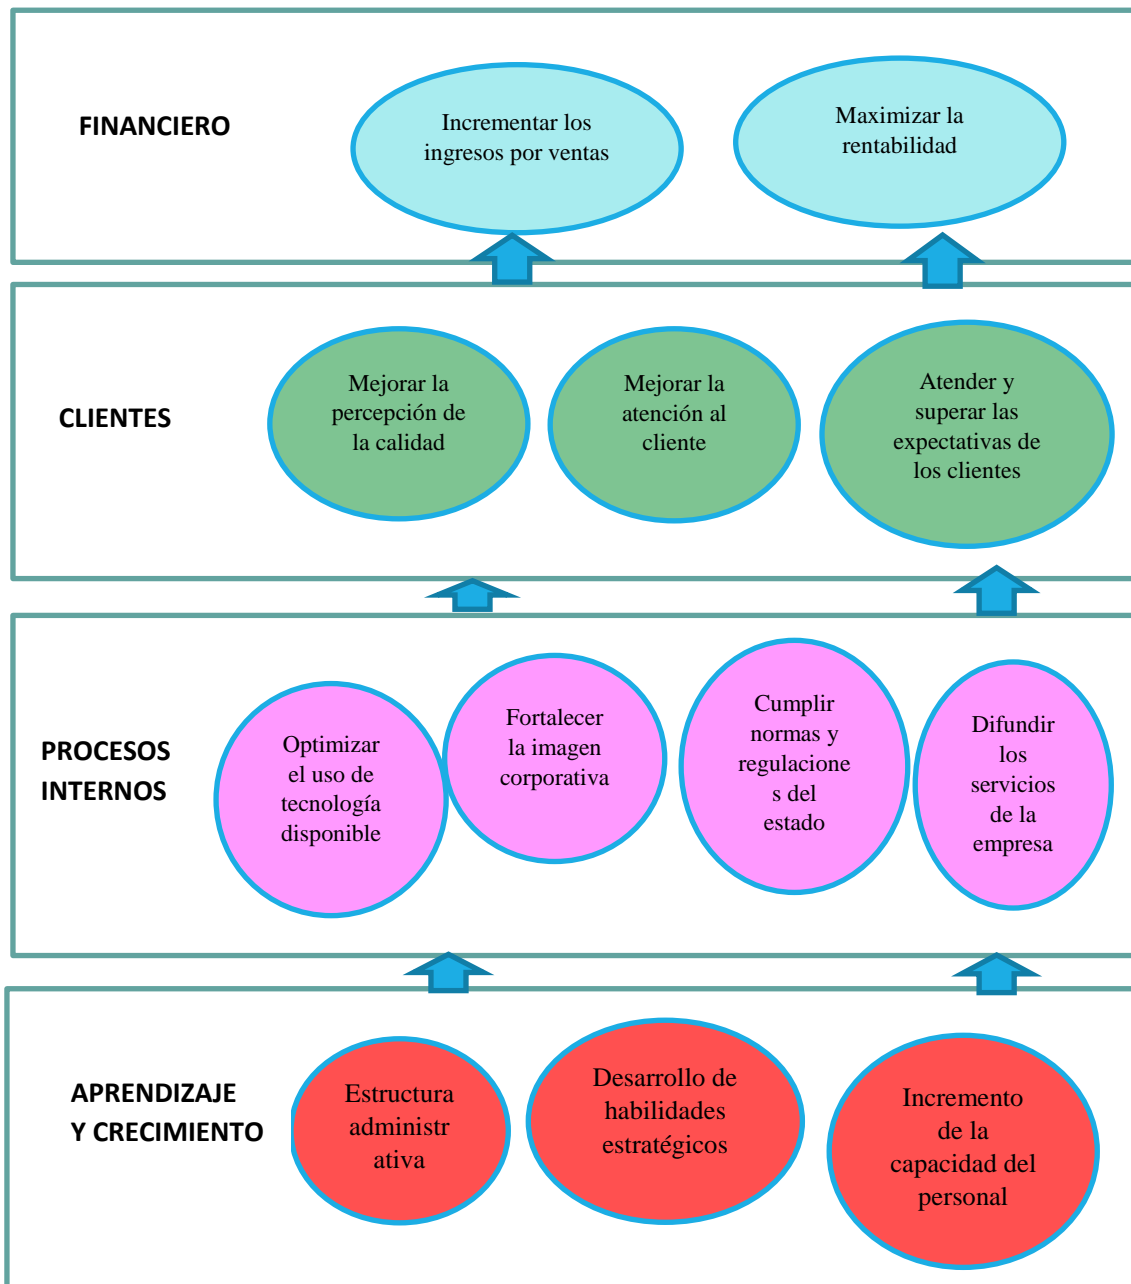 FINANCIERO
Incrementar los
ingresos por ventas
Maximizar la
rentabilidad
CLIENTES
Mejorar la
percepción de
la calidad
Mejorar la
atención al
cliente
Atender y
superar las
expectativas de
los clientes
PROCESOS
INTERNOS
Optimizar
el uso de
tecnología
disponible
Fortalecer
la imagen
corporativa
Cumplir
normas y
regulacione
s del
estado
Difundir
los
servicios
de la
empresa
APRENDIZAJE
Y CRECIMIENTO
Estructura
administr
ativa
Desarrollo de
habilidades
estratégicos
Incremento
de la
capacidad del
personal